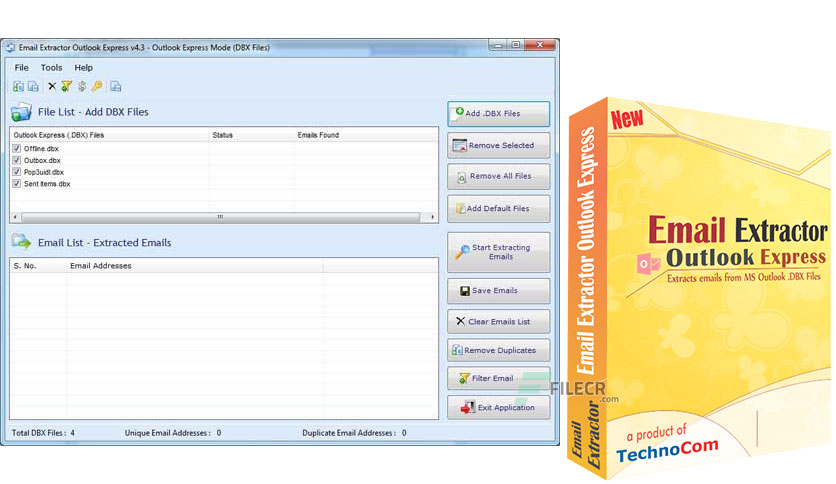 Email Extractor Outlook Express v4.3 - Outlook Express Mode (DBX Files)
File Tools Help
File List - Add DBX Files
Outlook Express (.DBX) Files Status Emails Found
Offline.dbx
Outbox.dbx
Pop3uidl.dbx
Sent Items.dbx
Email List - Extracted Emails
S. No. Email Addresses
Total DBX Files : 4 Unique Email Addresses : 0 Duplicate Email Addresses : 0
Add .DBX Files
Remove Selected
Remove All Files
Add Default Files
Start Extracting
Emails
Save Emails
Clear Emails List
Remove Duplicates
Filter Email
Exit Application
FILECR
.com
Email Extractor Outlook Express
Email
Extractor
New
Email Extractor
Outlook Express
Extracts emails from MS Outlook .DBX Files
a product of
TechnoCom